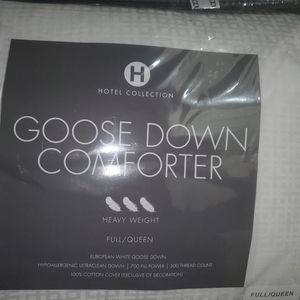 H
HOTEL COLLECTION
GOOSE DOWN
COMFORTER
HEAVY WEIGHT
FULL/QUEEN
EUROPEAN WHITE GOOSE DOWN
HYPOALLERGENIC ULTRACLEAN DOWN | 700 FILL POWER | 300 THREAD COUNT
100% COTTON COVER (EXCLUSIVE OF DECORATION)
FULL/QUEEN